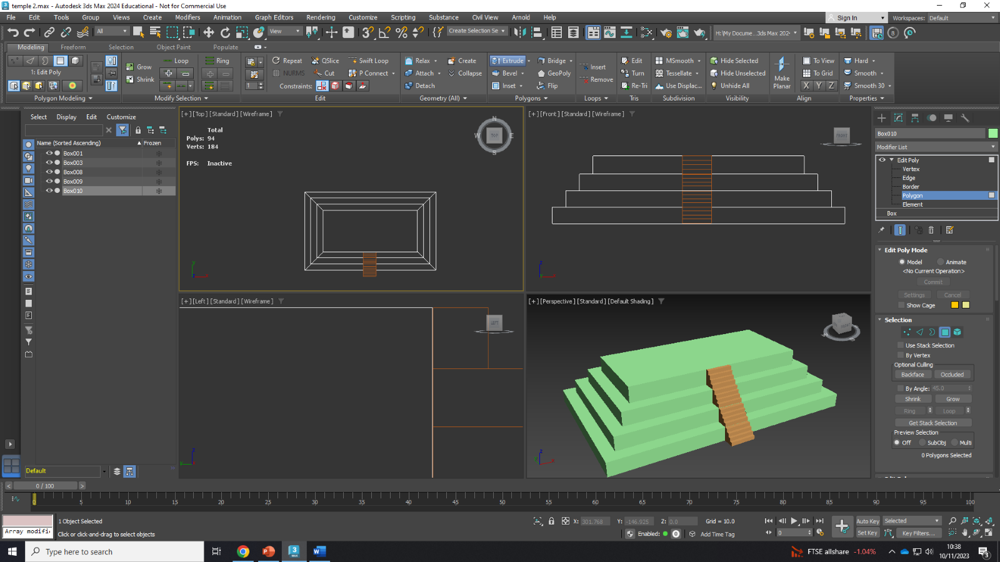 temple 2.max - Autodesk 3ds Max 2024 Educational - Not for Commercial Use
File Edit Tools Group Views Create Modifiers Animation Graph Editors Rendering Customize Scripting Substance Civil View Arnold Help
Sign In Workspaces: Default
All View Create Selection Se H:\My Docume...3ds Max 202
Modeling Freeform Selection Object Paint Populate
1: Edit Poly
Polygon Modeling
Grow
Shrink
Loop Ring
Modify Selection
Repeat QSlice Swift Loop
NURMS Cut P Connect
1 Constraints:
Edit
Relax Create
Attach Collapse
Detach
Geometry (All)
Extrude Bridge
Bevel GeoPoly
Inset Flip
Polygons
Insert
Remove
Loops
Edit
Turn
Re-Tri
Tris
MSmooth
Tessellate
Use Displac...
Subdivision
Hide Selected
Hide Unselected
Unhide All
Visibility
Make Planar
To View
To Grid
X Y Z
Align
Hard
Smooth
Smooth 30
Properties
Select Display Edit Customize
Name (Sorted Ascending) Frozen
Box001
Box003
Box008
Box009
Box010
Default
[+] [Top] [Standard] [Wireframe]
Total
Polys: 94
Verts: 184
FPS: Inactive
N
W TOP E
S
[+] [Front] [Standard] [Wireframe]
FRONT
[+] [Left] [Standard] [Wireframe]
LEFT
[+] [Perspective] [Standard] [Default Shading]
Box010
Modifier List
Edit Poly
Vertex
Edge
Border
Polygon
Element
Box
Edit Poly Mode
Model Animate
<No Current Operation>
Commit
Settings Cancel
Show Cage
Selection
Use Stack Selection
By Vertex
Optional Culling
Backface Occluded
By Angle: 45.0
Shrink Grow
Ring Loop
Get Stack Selection
Preview Selection
Off SubObj Multi
0 Polygons Selected
< 0 / 100 >
0 5 10 15 20 25 30 35 40 45 50 55 60 65 70 75 80 85 90 95 100
1 Object Selected
Array modifi
Click or click-and-drag to select objects
X: 301.768 Y: -146.925 Z: 0.0 Grid = 10.0
Enabled: 0 Add Time Tag
0
Auto Key Selected
Set Key Key Filters...
Type here to search
FTSE allshare -1.04%
10:38
10/11/2023
3